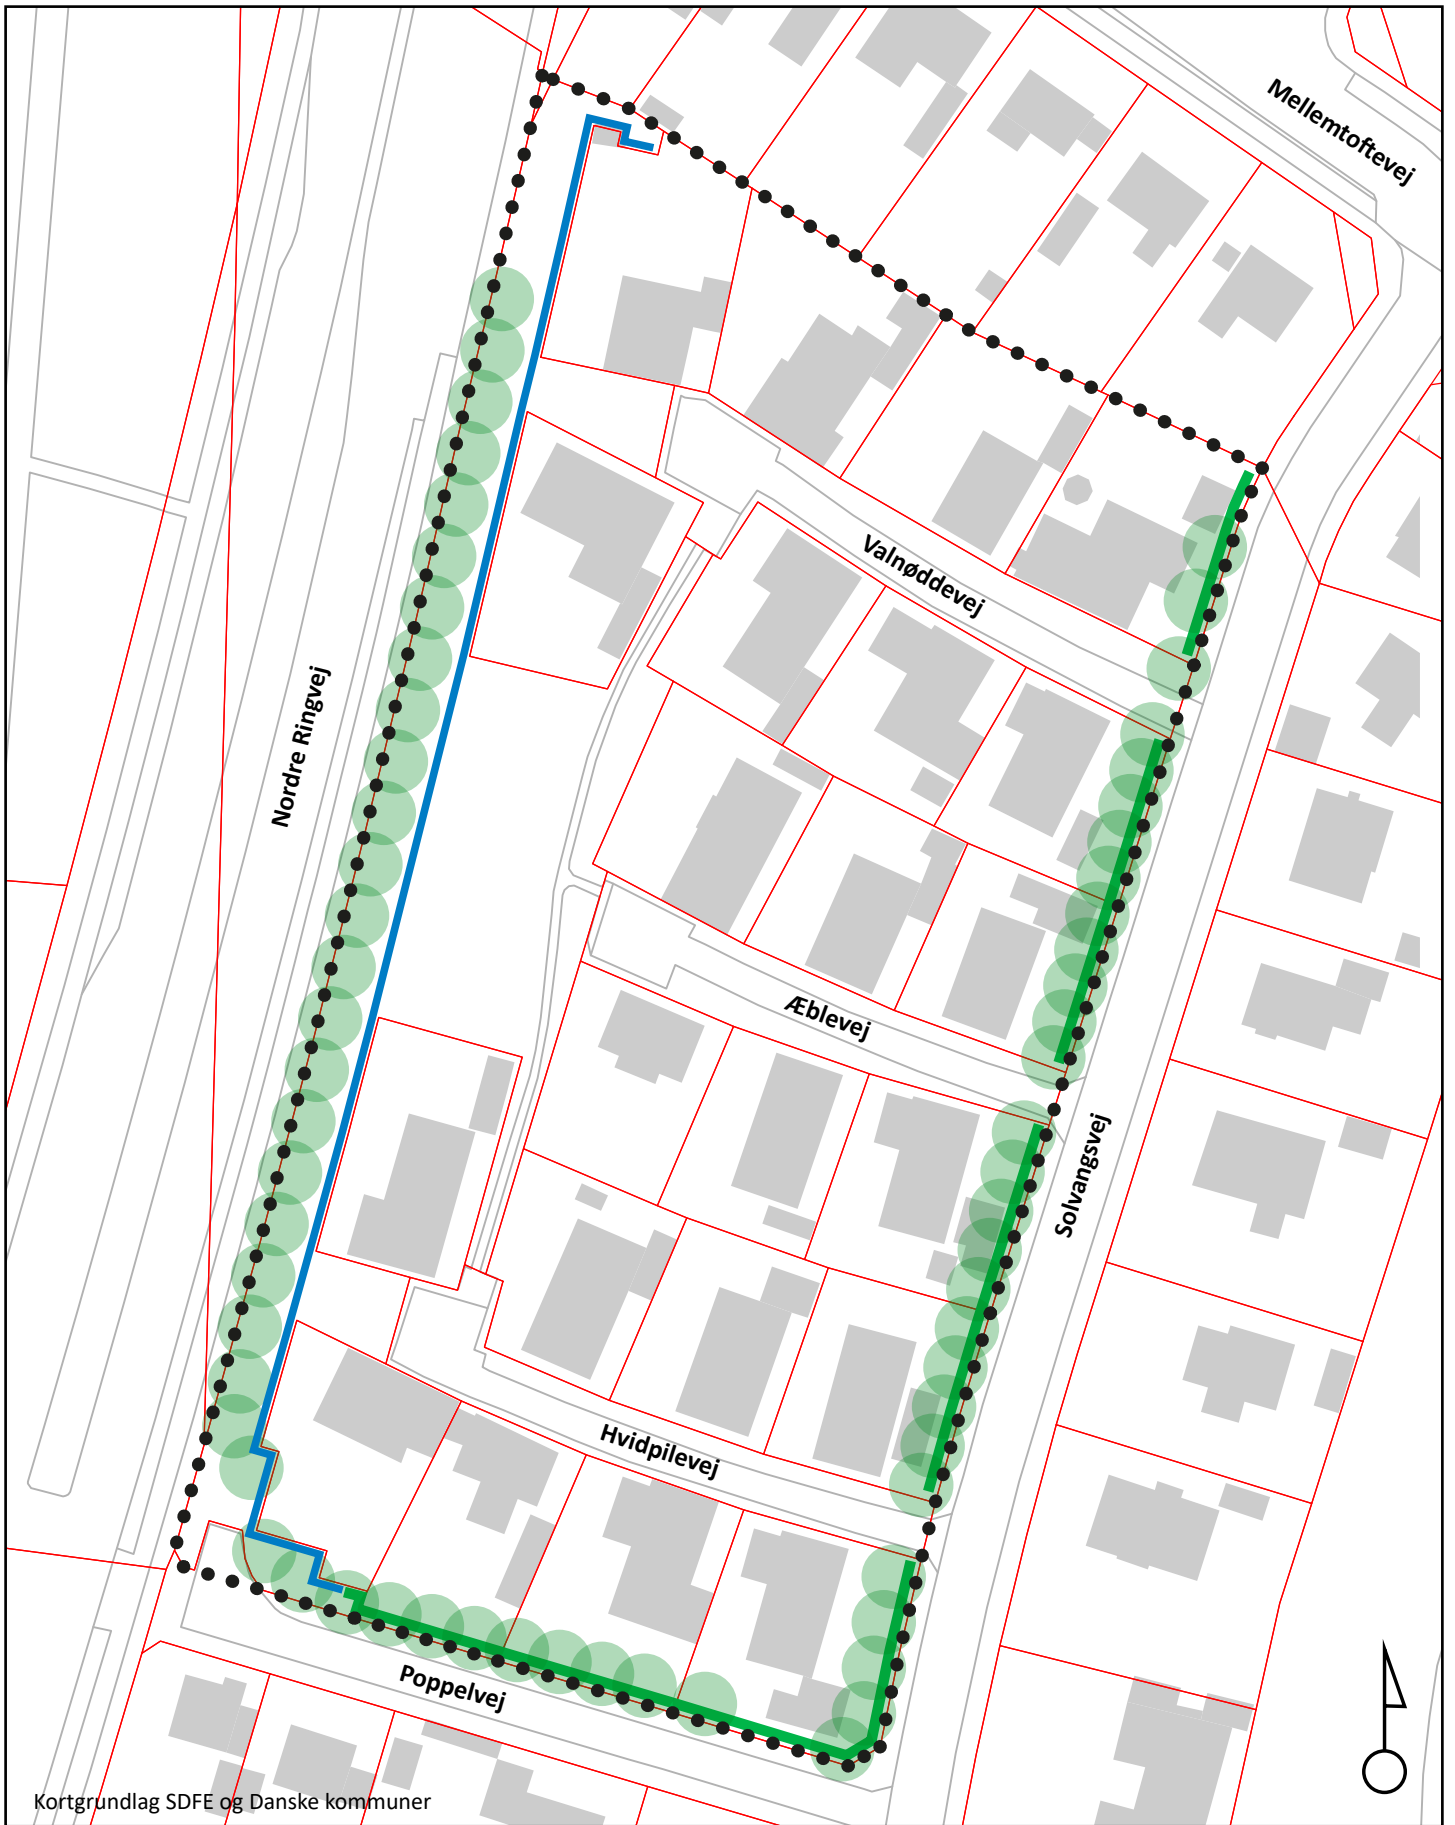 Mellemtoftevej
Valnøddevej
Nordre Ringvej
Æblevej
Solvangsvej
Hvidpilevej
Poppelvej
Kortgrundlag SDFE og Danske kommuner